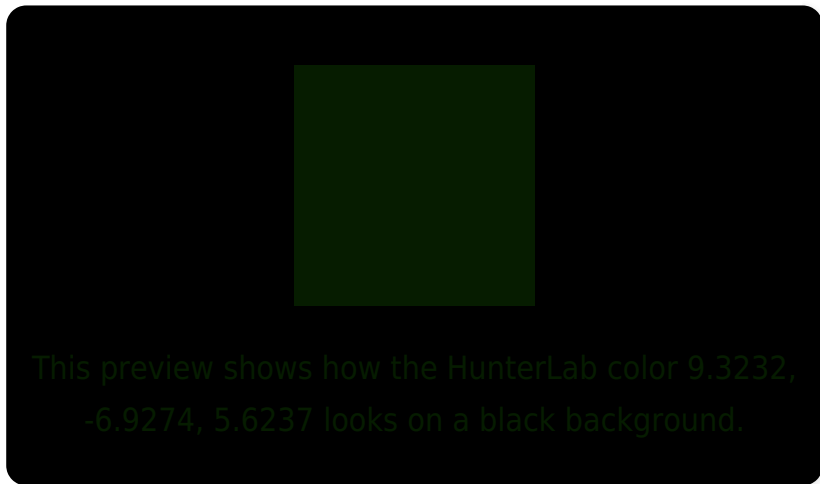 This preview shows how the HunterLab color 9.3232,
-6.9274, 5.6237 looks on a black background.